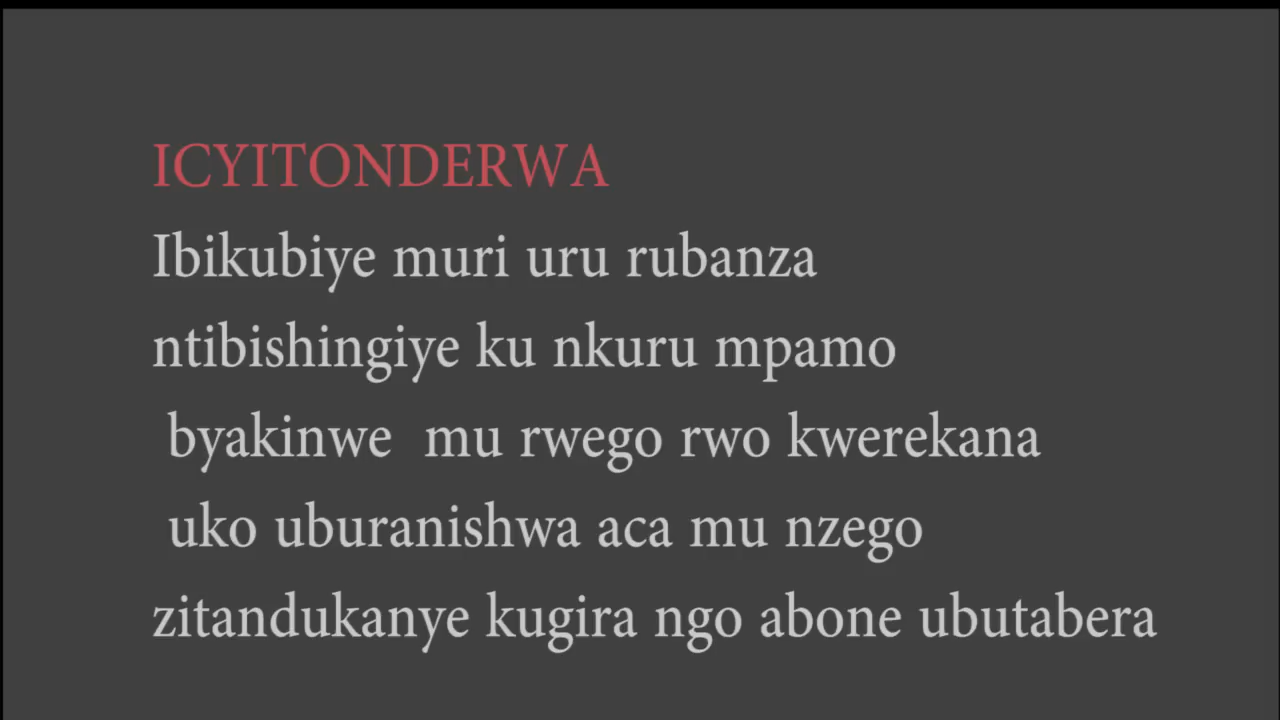 ICYITONDERWA
Ibikubiye muri uru rubanza
ntibishingiye ku nkuru mpamo
byakinwe mu rwego rwo kwerekana
uko uburanishwa aca mu nzego
zitandukanye kugira ngo abone ubutabera